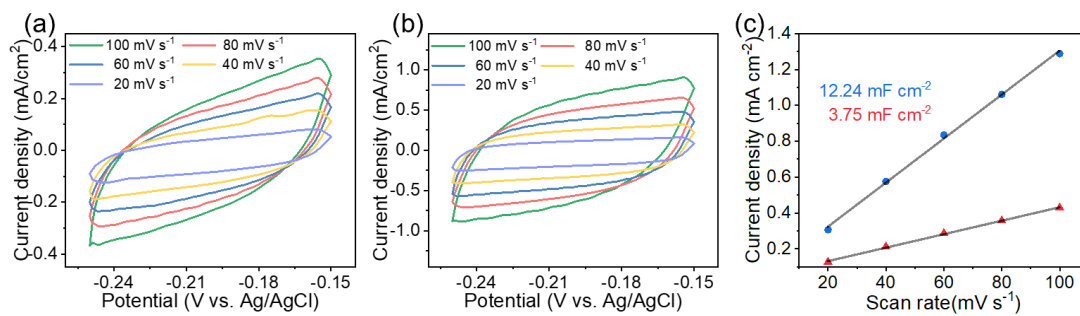 (a)
100 mV s⁻¹ 80 mV s⁻¹
60 mV s⁻¹ 40 mV s⁻¹
20 mV s⁻¹
0.4
0.2
0.0
-0.2
-0.4
Current density (mA/cm²)
-0.24 -0.21 -0.18 -0.15
Potential (V vs. Ag/AgCl)
(b)
100 mV s⁻¹ 80 mV s⁻¹
60 mV s⁻¹ 40 mV s⁻¹
20 mV s⁻¹
1.0
0.5
0.0
-0.5
-1.0
Current density (mA/cm²)
-0.24 -0.21 -0.18 -0.15
Potential (V vs. Ag/AgCl)
(c)
12.24 mF cm⁻²
3.75 mF cm⁻²
1.4
1.2
1.0
0.8
0.6
0.4
0.2
Current density (mA cm⁻²)
20 40 60 80 100
Scan rate(mV s⁻¹)